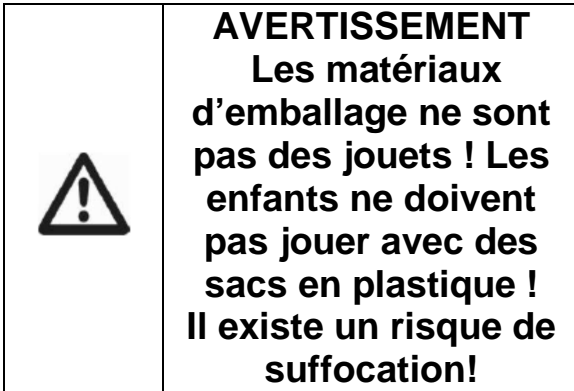 AVERTISSEMENT
Les matériaux
d’emballage ne sont
pas des jouets ! Les
enfants ne doivent
pas jouer avec des
sacs en plastique !
Il existe un risque de
suffocation!